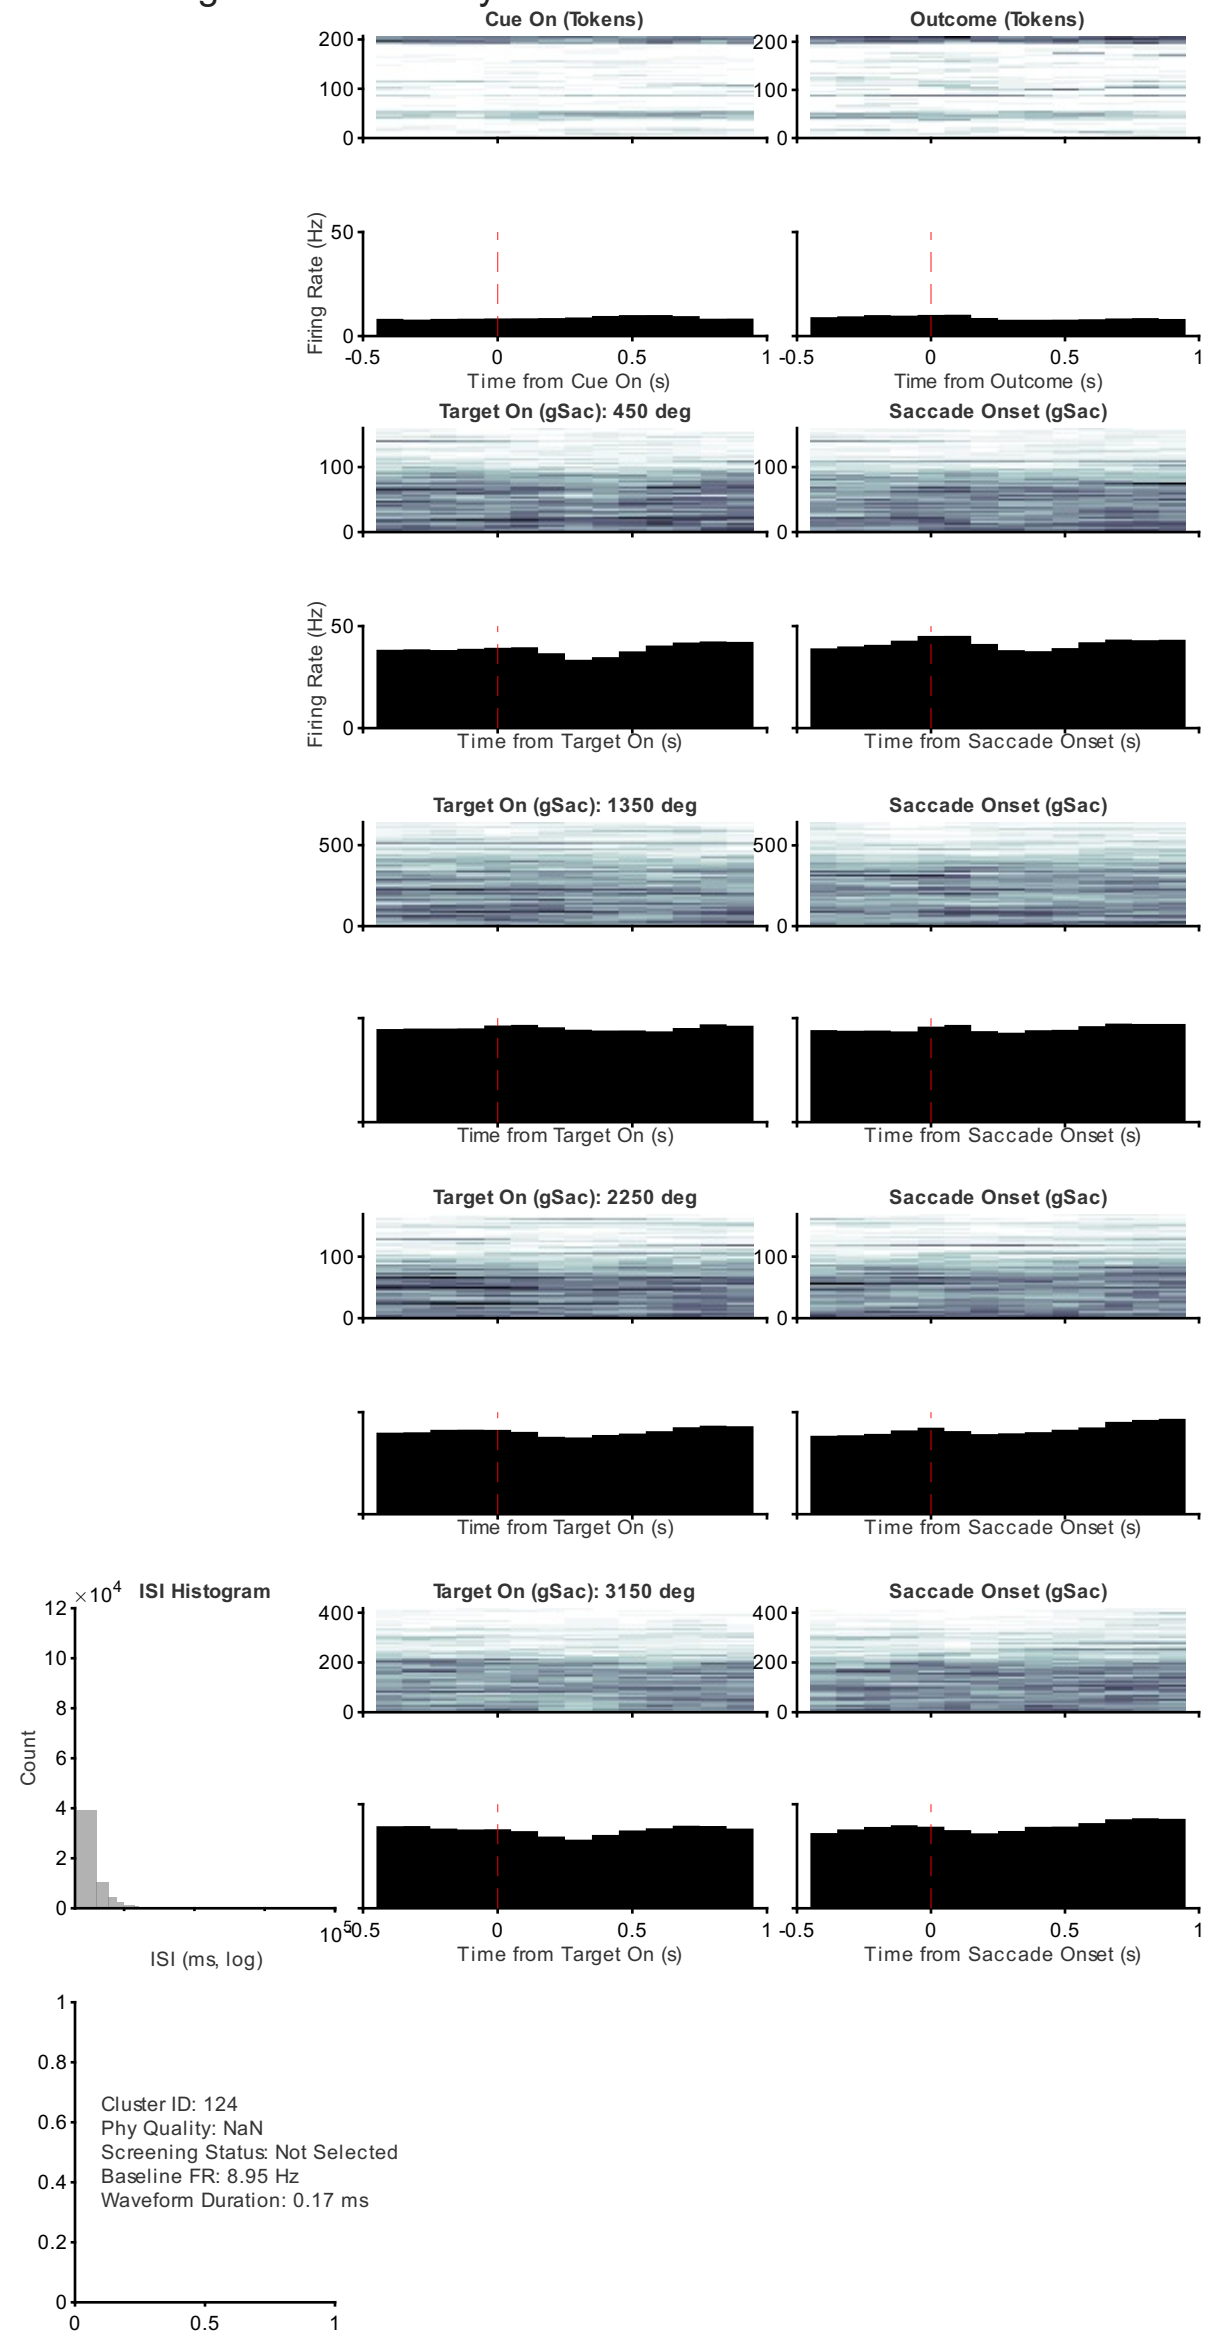 Cue On (Tokens)
Outcome (Tokens)
200
100
0
200
100
0
Firing Rate (Hz)
50
0
-0.5 0 0.5 1
-0.5 0 0.5 1
Time from Cue On (s)
Time from Outcome (s)
Target On (gSac): 450 deg
Saccade Onset (gSac)
100
0
100
0
Firing Rate (Hz)
50
0
Time from Target On (s)
Time from Saccade Onset (s)
Target On (gSac): 1350 deg
Saccade Onset (gSac)
500
0
500
0
Time from Target On (s)
Time from Saccade Onset (s)
Target On (gSac): 2250 deg
Saccade Onset (gSac)
100
0
100
0
Time from Target On (s)
Time from Saccade Onset (s)
ISI Histogram
×10⁴
12
10
8
6
4
2
0
Count
10⁵
ISI (ms, log)
Target On (gSac): 3150 deg
Saccade Onset (gSac)
400
200
0
400
200
0
-0.5 0 0.5 1
-0.5 0 0.5 1
Time from Target On (s)
Time from Saccade Onset (s)
1
0.8
0.6
0.4
0.2
0
Cluster ID: 124
Phy Quality: NaN
Screening Status: Not Selected
Baseline FR: 8.95 Hz
Waveform Duration: 0.17 ms
0 0.5 1